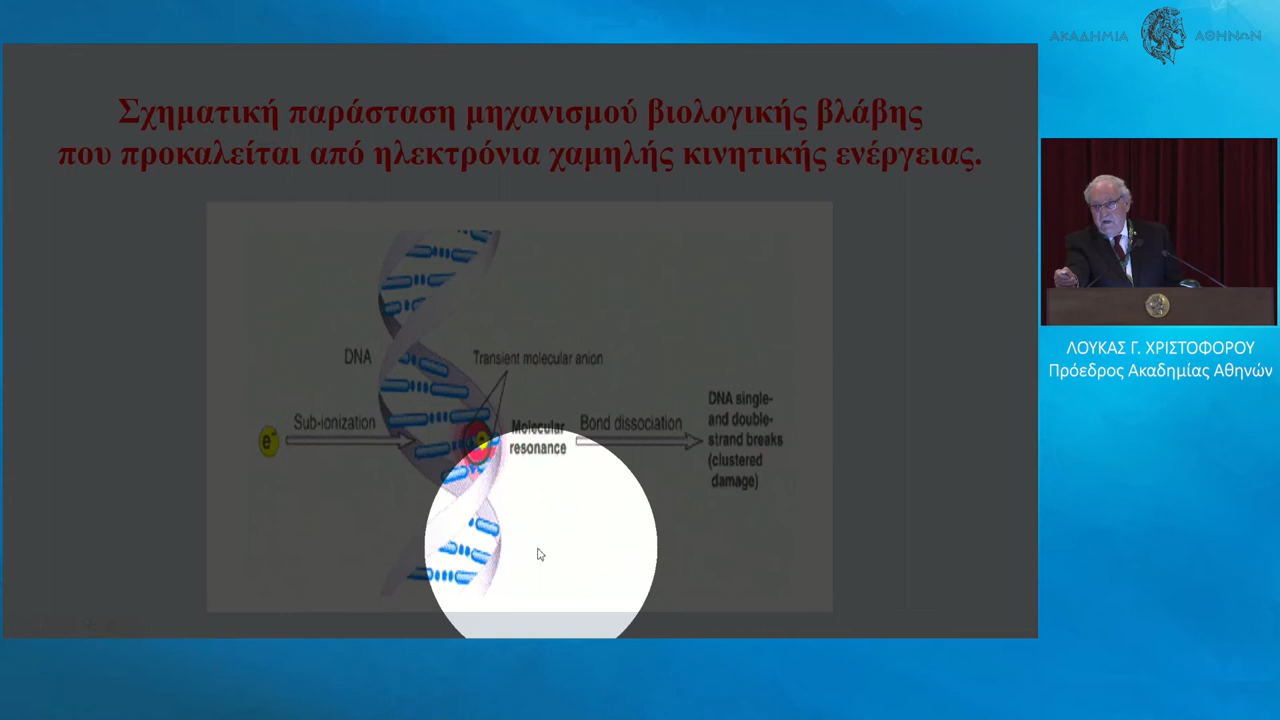 ΑΚΑΔΗΜΙΑ ΑΘΗΝΩΝ
Σχηματική παράσταση μηχανισμού βιολογικής βλάβης
που προκαλείται από ηλεκτρόνια χαμηλής κινητικής ενέργειας.
DNA
Transient molecular anion
e-
Sub-ionization
e-
Molecular
resonance
Bond dissociation
DNA single-
and double-
strand breaks
(clustered
damage)
ΛΟΥΚΑΣ Γ. ΧΡΙΣΤΟΦΟΡΟΥ
Πρόεδρος Ακαδημίας Αθηνών